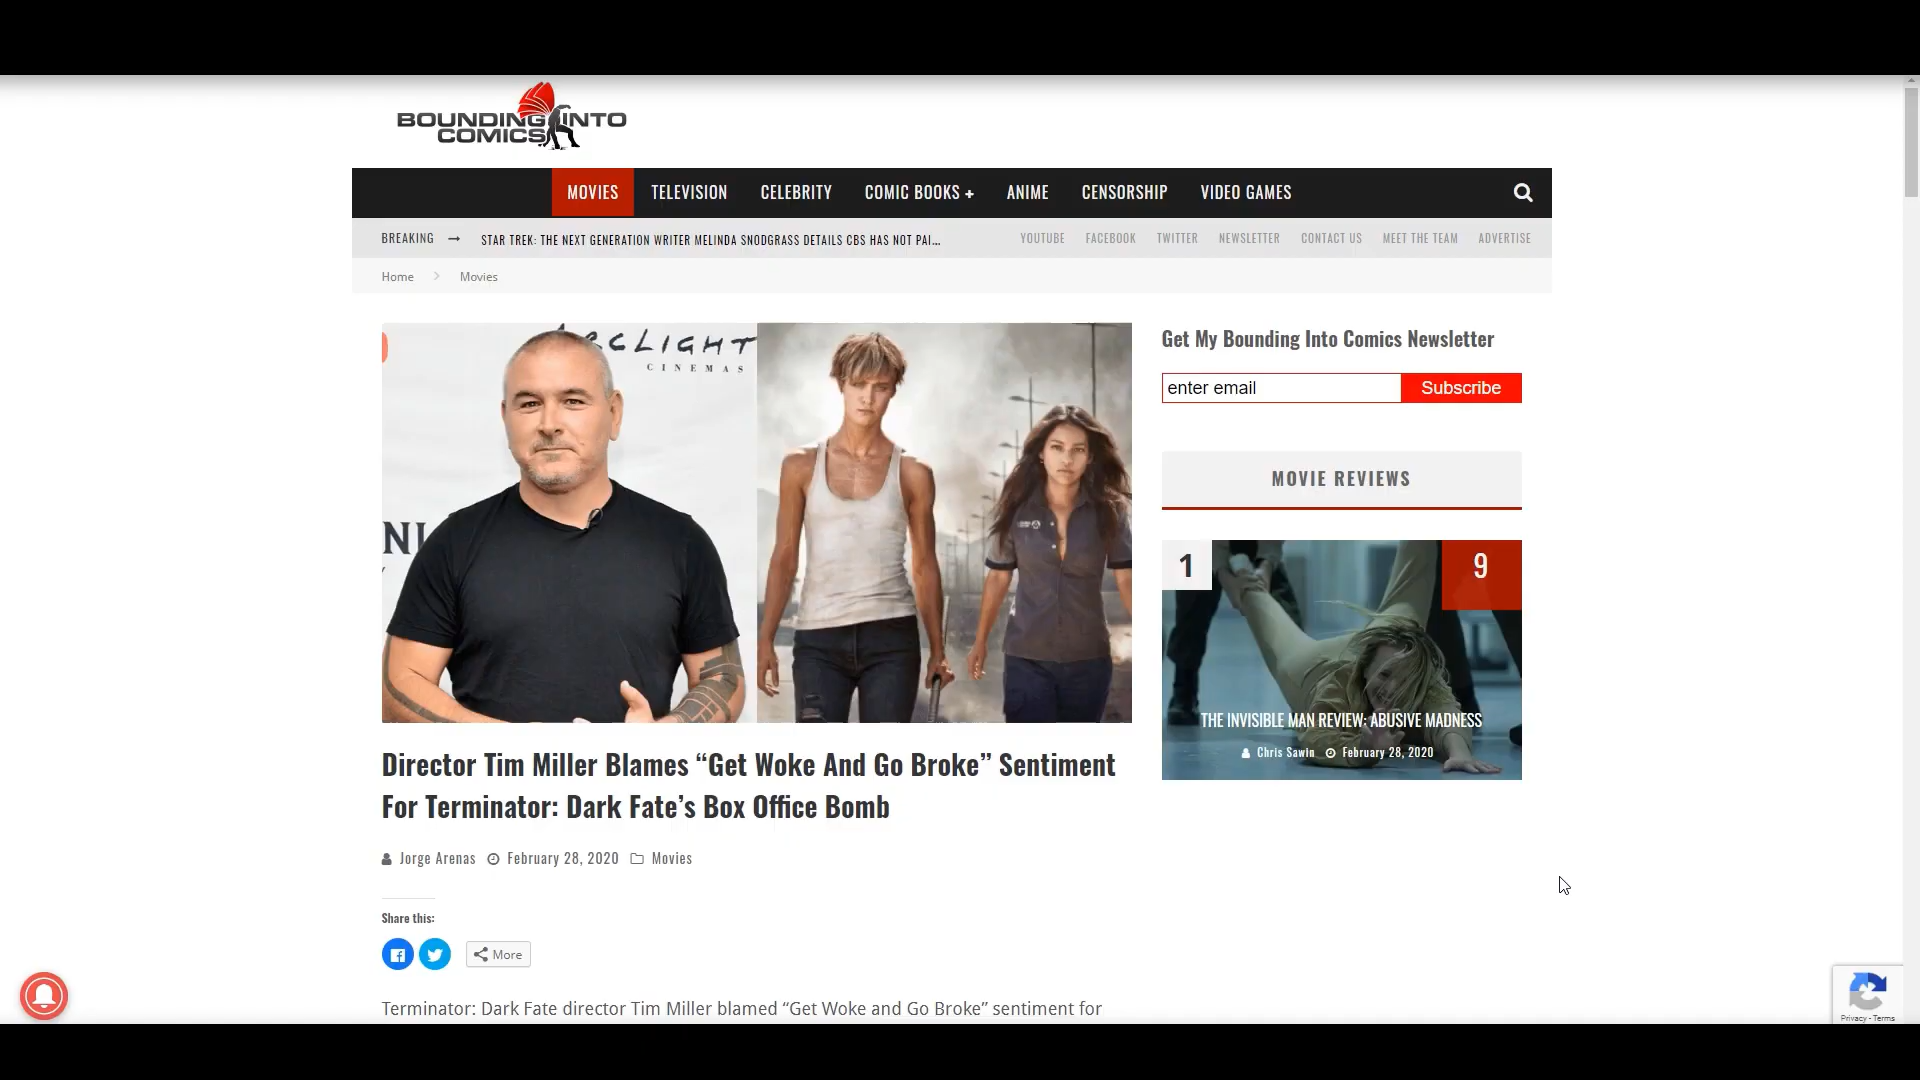 BOUNDING INTO
COMICS
MOVIES TELEVISION CELEBRITY COMIC BOOKS + ANIME CENSORSHIP VIDEO GAMES
BREAKING → STAR TREK: THE NEXT GENERATION WRITER MELINDA SNODGRASS DETAILS CBS HAS NOT PAI... YOUTUBE FACEBOOK TWITTER NEWSLETTER CONTACT US MEET THE TEAM ADVERTISE
Home > Movies
ARCLIGHT
CINEMAS
NI
Get My Bounding Into Comics Newsletter
enter email Subscribe
MOVIE REVIEWS
1 9
THE INVISIBLE MAN REVIEW: ABUSIVE MADNESS
Chris Sawin February 28, 2020
Director Tim Miller Blames “Get Woke And Go Broke” Sentiment
For Terminator: Dark Fate’s Box Office Bomb
Jorge Arenas February 28, 2020 Movies
Share this:
More
Terminator: Dark Fate director Tim Miller blamed “Get Woke and Go Broke” sentiment for
Privacy - Terms